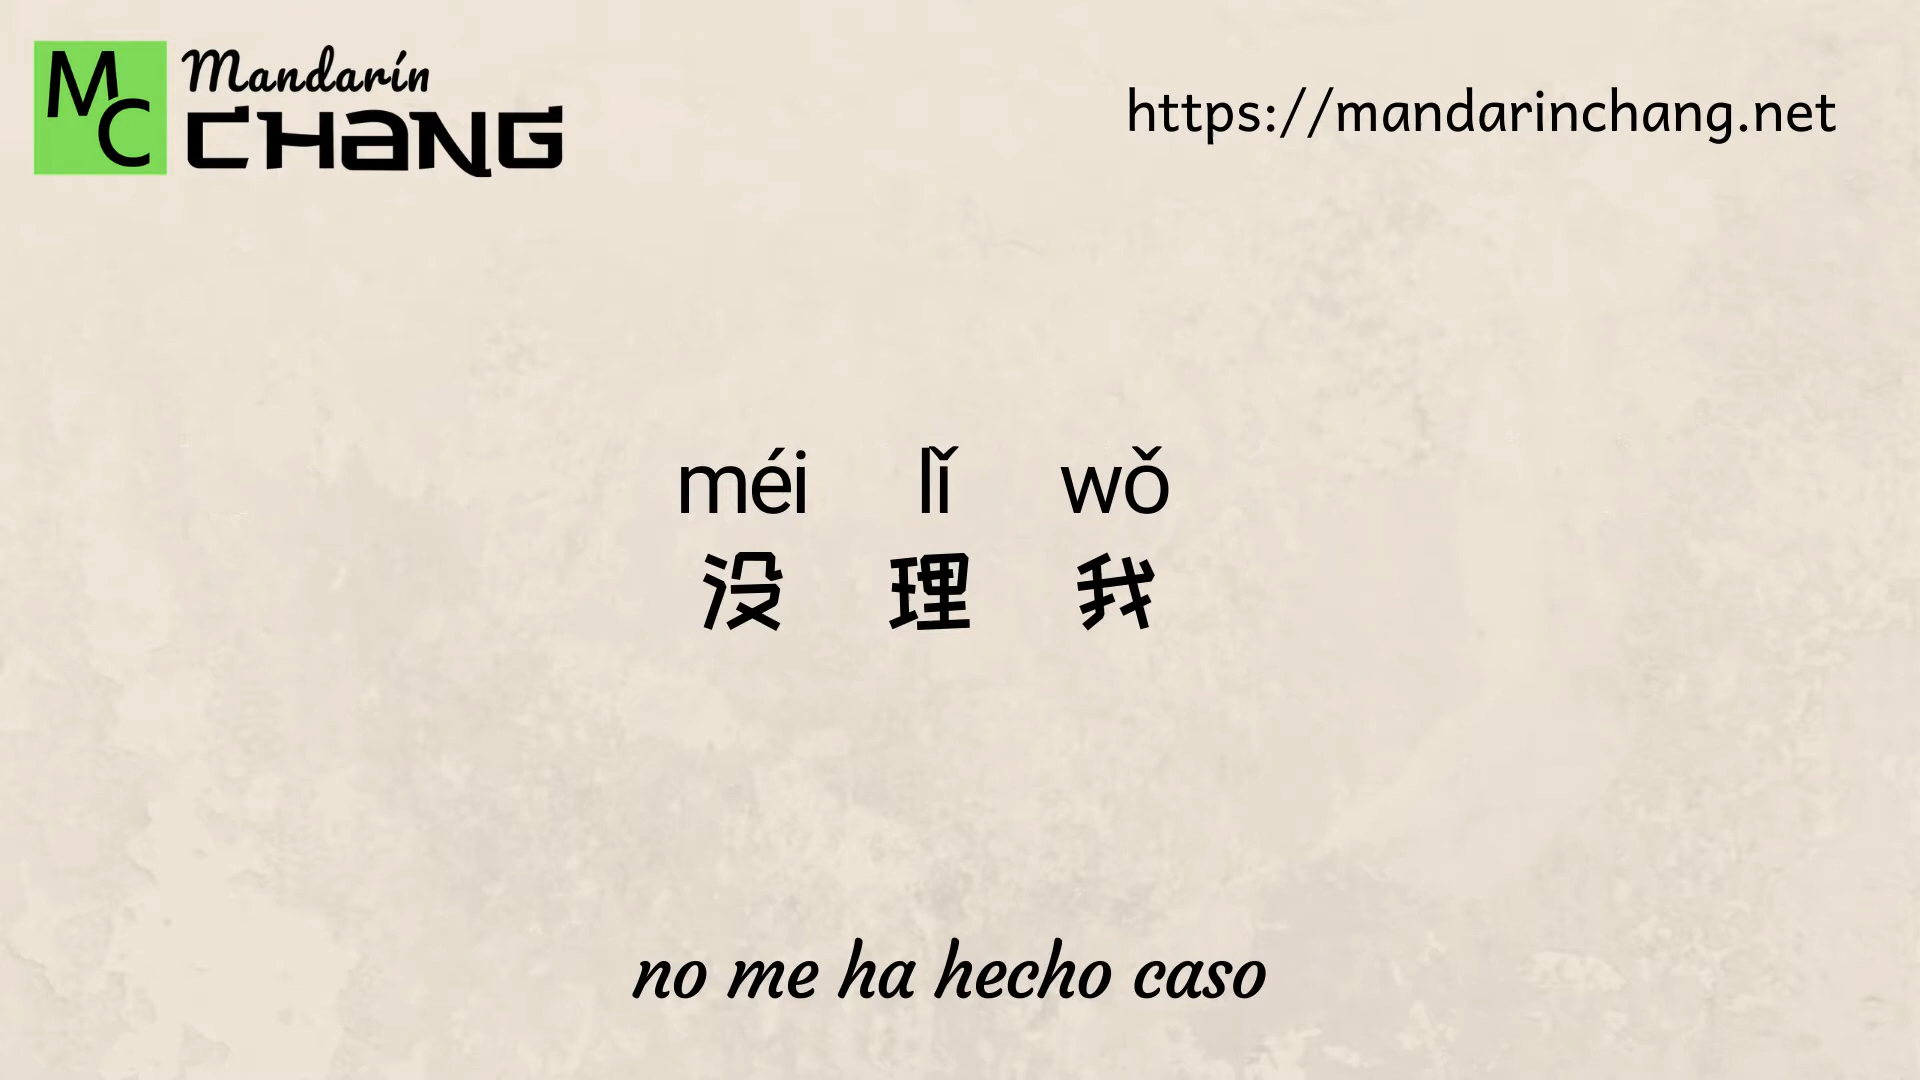 MC
Mandarín
CHANG
https://mandarinchang.net
méi lǐ wǒ
没 理 我
no me ha hecho caso